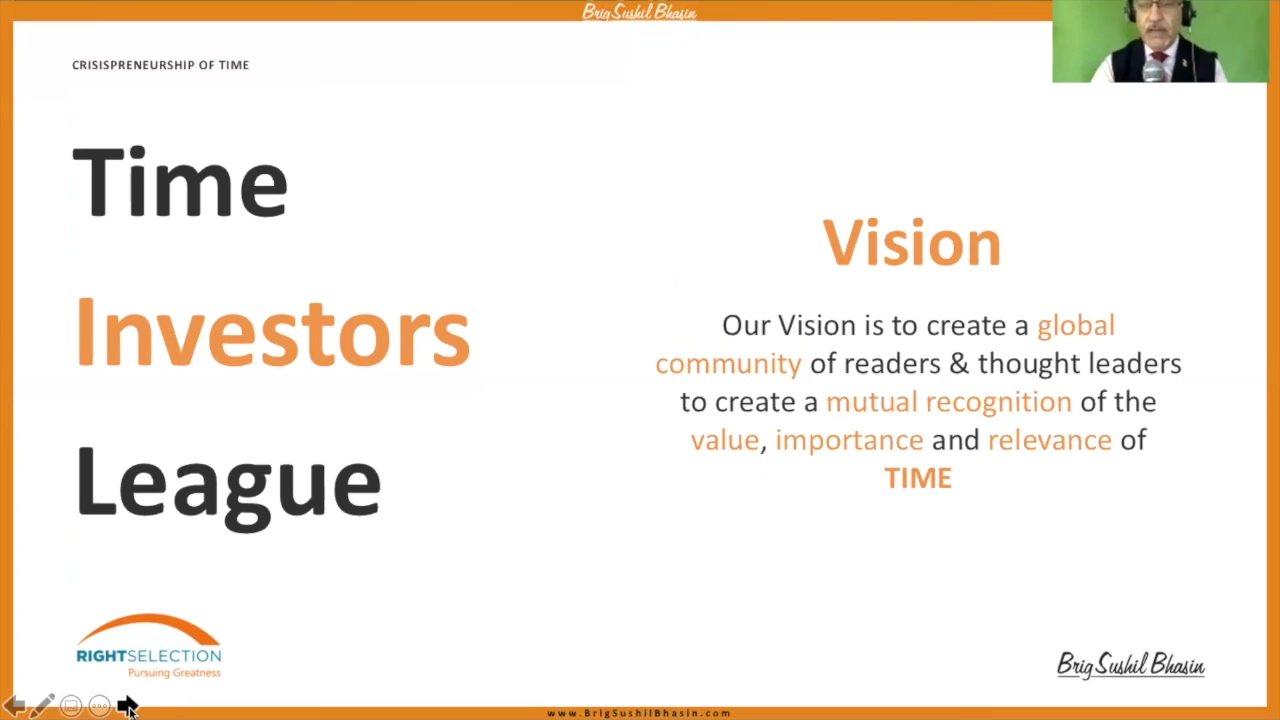 Brig Sushil Bhasin
CRISISPRENEURSHIP OF TIME
Time
Investors
League
Vision
Our Vision is to create a global
community of readers & thought leaders
to create a mutual recognition of the
value, importance and relevance of
TIME
RIGHTSELECTION
Pursuing Greatness
Brig Sushil Bhasin
www.BrigSushilBhasin.com